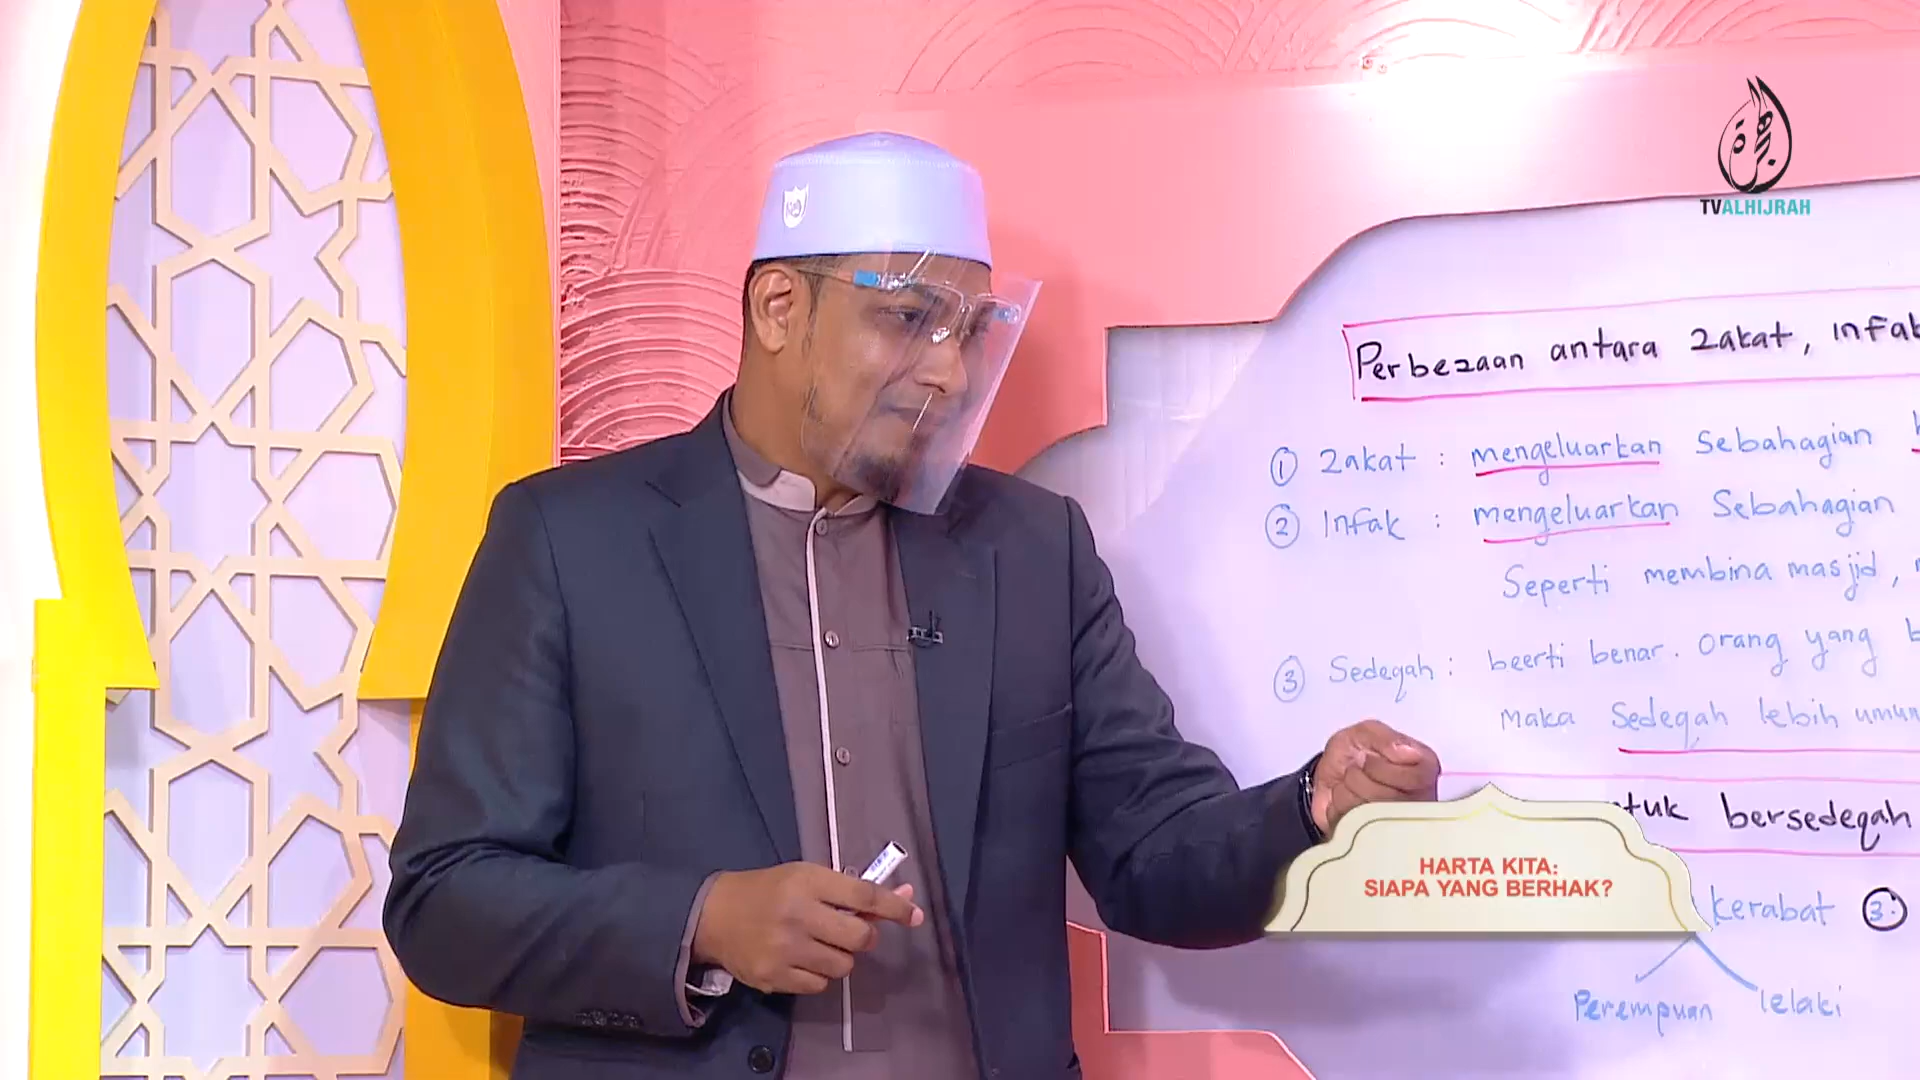 هجرة
TVALHIJRAH
Perbezaan antara zakat, infak
① Zakat : mengeluarkan Sebahagian
② Infak : mengeluarkan Sebahagian
Seperti membina masjid,
③ Sedeqah : beerti benar. Orang yang
Maka Sedeqah lebih umum
bersedeqah
HARTA KITA:
SIAPA YANG BERHAK?
kerabat ③.
Perempuan lelaki